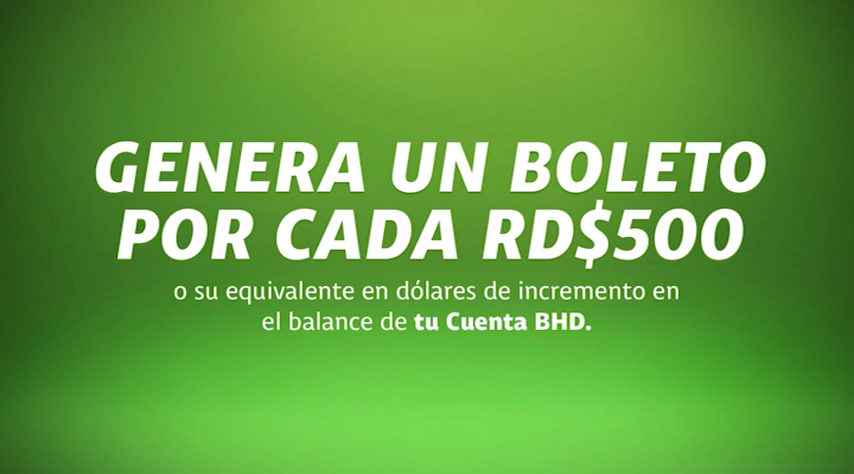 GENERA UN BOLETO
POR CADA RD$500
o su equivalente en dólares de incremento en
el balance de tu Cuenta BHD.